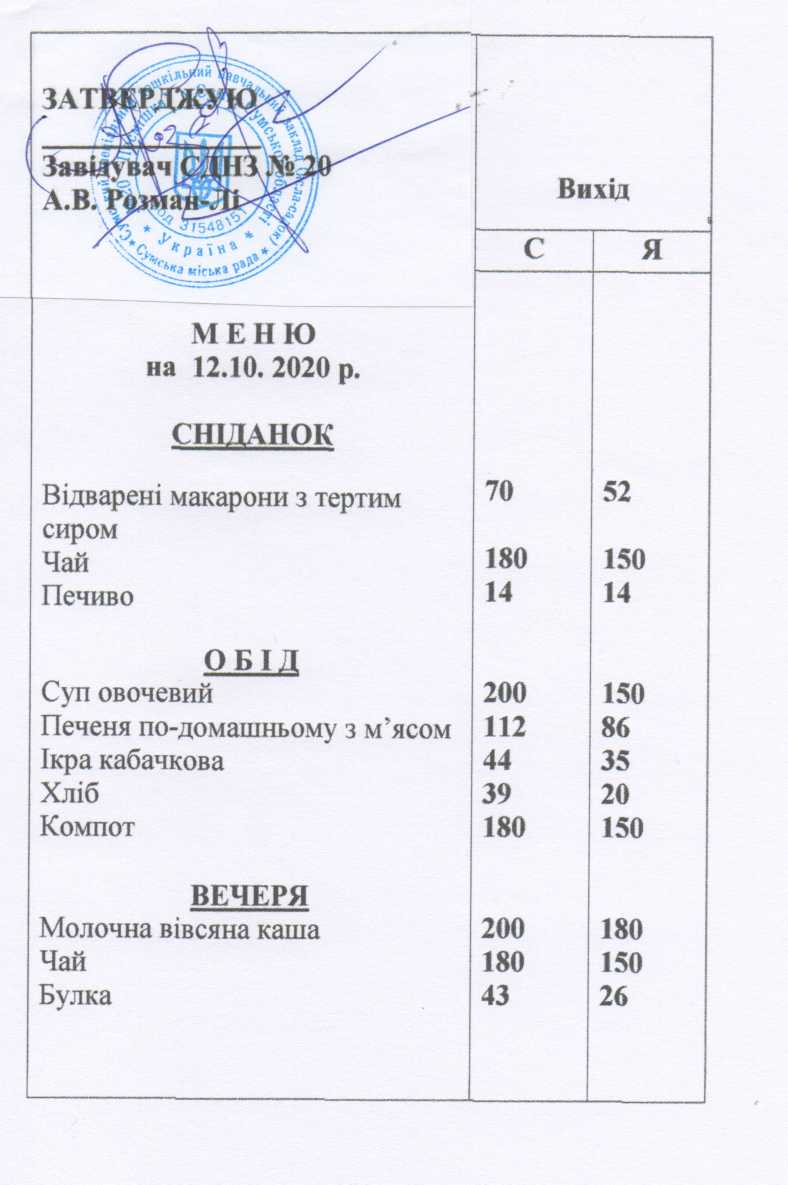 ЗАТВЕРДЖУЮ
Завідувач СДНЗ № 20
А.В. Розман-Лі
31548151
* Україна *
* Сумська міська рада *
Вихід
С Я
М Е Н Ю
на 12.10. 2020 р.
СНІДАНОК
Відварені макарони з тертим 70 52
сиром
Чай 180 150
Печиво 14 14
О Б І Д
Суп овочевий 200 150
Печеня по-домашньому з м’ясом 112 86
Ікра кабачкова 44 35
Хліб 39 20
Компот 180 150
ВЕЧЕРЯ
Молочна вівсяна каша 200 180
Чай 180 150
Булка 43 26